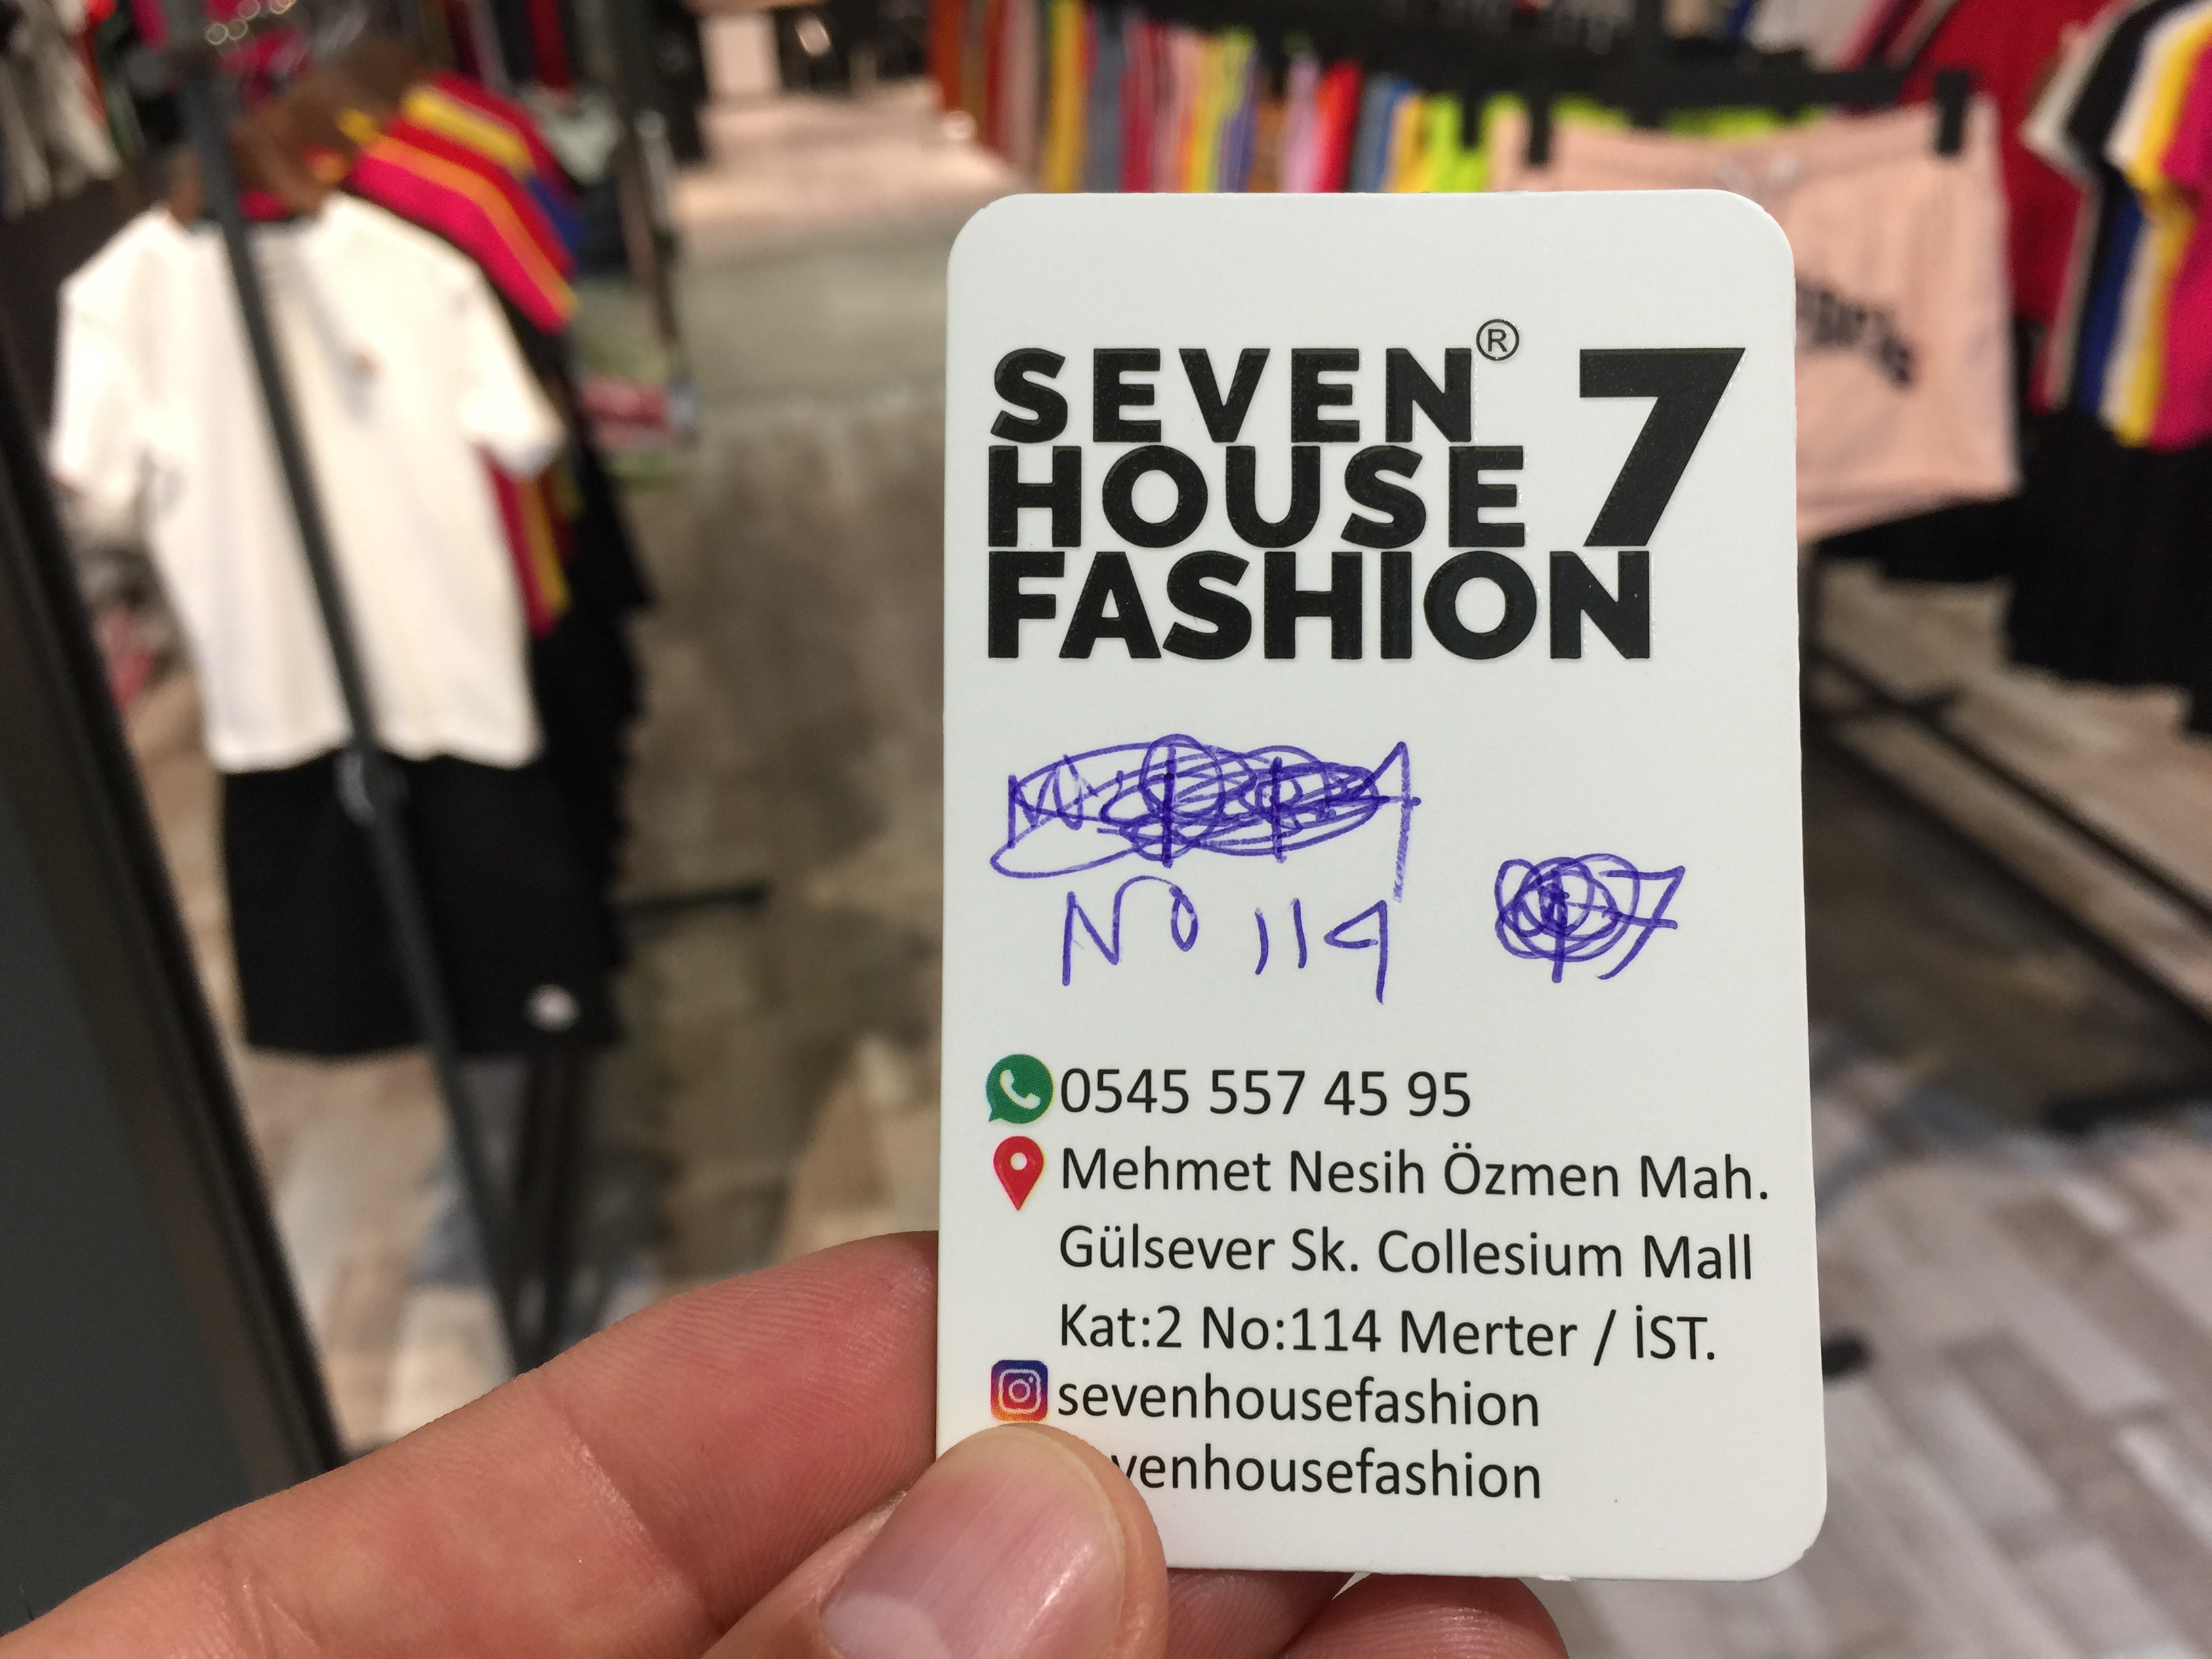 SEVEN® 7
HOUSE
FASHION
No 114
0545 557 45 95
Mehmet Nesih Özmen Mah.
Gülsever Sk. Collesium Mall
Kat:2 No:114 Merter / İST.
sevenhousefashion
venhousefashion